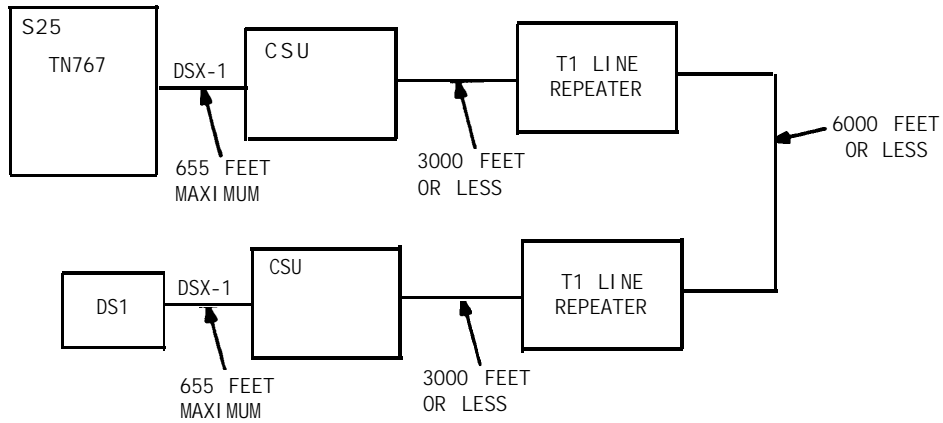 S25
TN767
DSX-1
CSU
T1 LINE
REPEATER
655 FEET
MAXIMUM
3000 FEET
OR LESS
6000 FEET
OR LESS
DS1
DSX-1
CSU
T1 LINE
REPEATER
655 FEET
MAXIMUM
3000 FEET
OR LESS